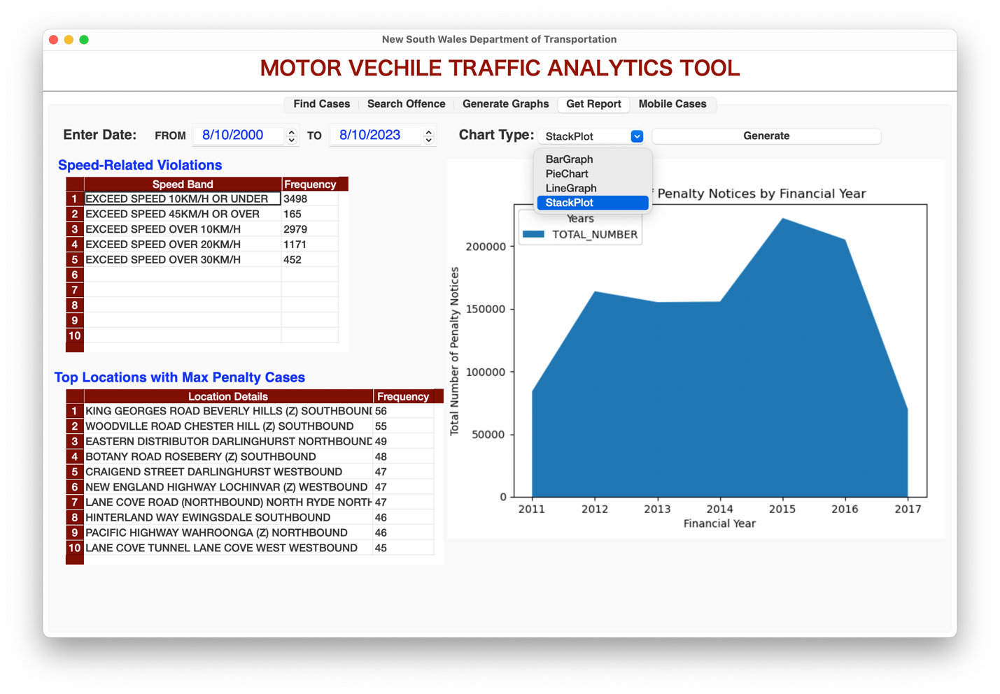 New South Wales Department of Transportation
MOTOR VECHILE TRAFFIC ANALYTICS TOOL
Find Cases Search Offence Generate Graphs Get Report Mobile Cases
Enter Date: FROM 8/10/2000 TO 8/10/2023 Chart Type: StackPlot Generate
BarGraph
PieChart
LineGraph
StackPlot
Speed-Related Violations
Speed Band Frequency
1 EXCEED SPEED 10KM/H OR UNDER 3498
2 EXCEED SPEED 45KM/H OR OVER 165
3 EXCEED SPEED OVER 10KM/H 2979
4 EXCEED SPEED OVER 20KM/H 1171
5 EXCEED SPEED OVER 30KM/H 452
6
7
8
9
10
Top Locations with Max Penalty Cases
Location Details Frequency
1 KING GEORGES ROAD BEVERLY HILLS (Z) SOUTHBOUND 56
2 WOODVILLE ROAD CHESTER HILL (Z) SOUTHBOUND 55
3 EASTERN DISTRIBUTOR DARLINGHURST NORTHBOUND 49
4 BOTANY ROAD ROSEBERY (Z) SOUTHBOUND 48
5 CRAIGEND STREET DARLINGHURST WESTBOUND 47
6 NEW ENGLAND HIGHWAY LOCHINVAR (Z) WESTBOUND 47
7 LANE COVE ROAD (NORTHBOUND) NORTH RYDE NORTH 47
8 HINTERLAND WAY EWINGSDALE SOUTHBOUND 46
9 PACIFIC HIGHWAY WAHROONGA (Z) NORTHBOUND 46
10 LANE COVE TUNNEL LANE COVE WEST WESTBOUND 45
Penalty Notices by Financial Year
Years
TOTAL_NUMBER
Total Number of Penalty Notices
200000
150000
100000
50000
0
2011 2012 2013 2014 2015 2016 2017
Financial Year